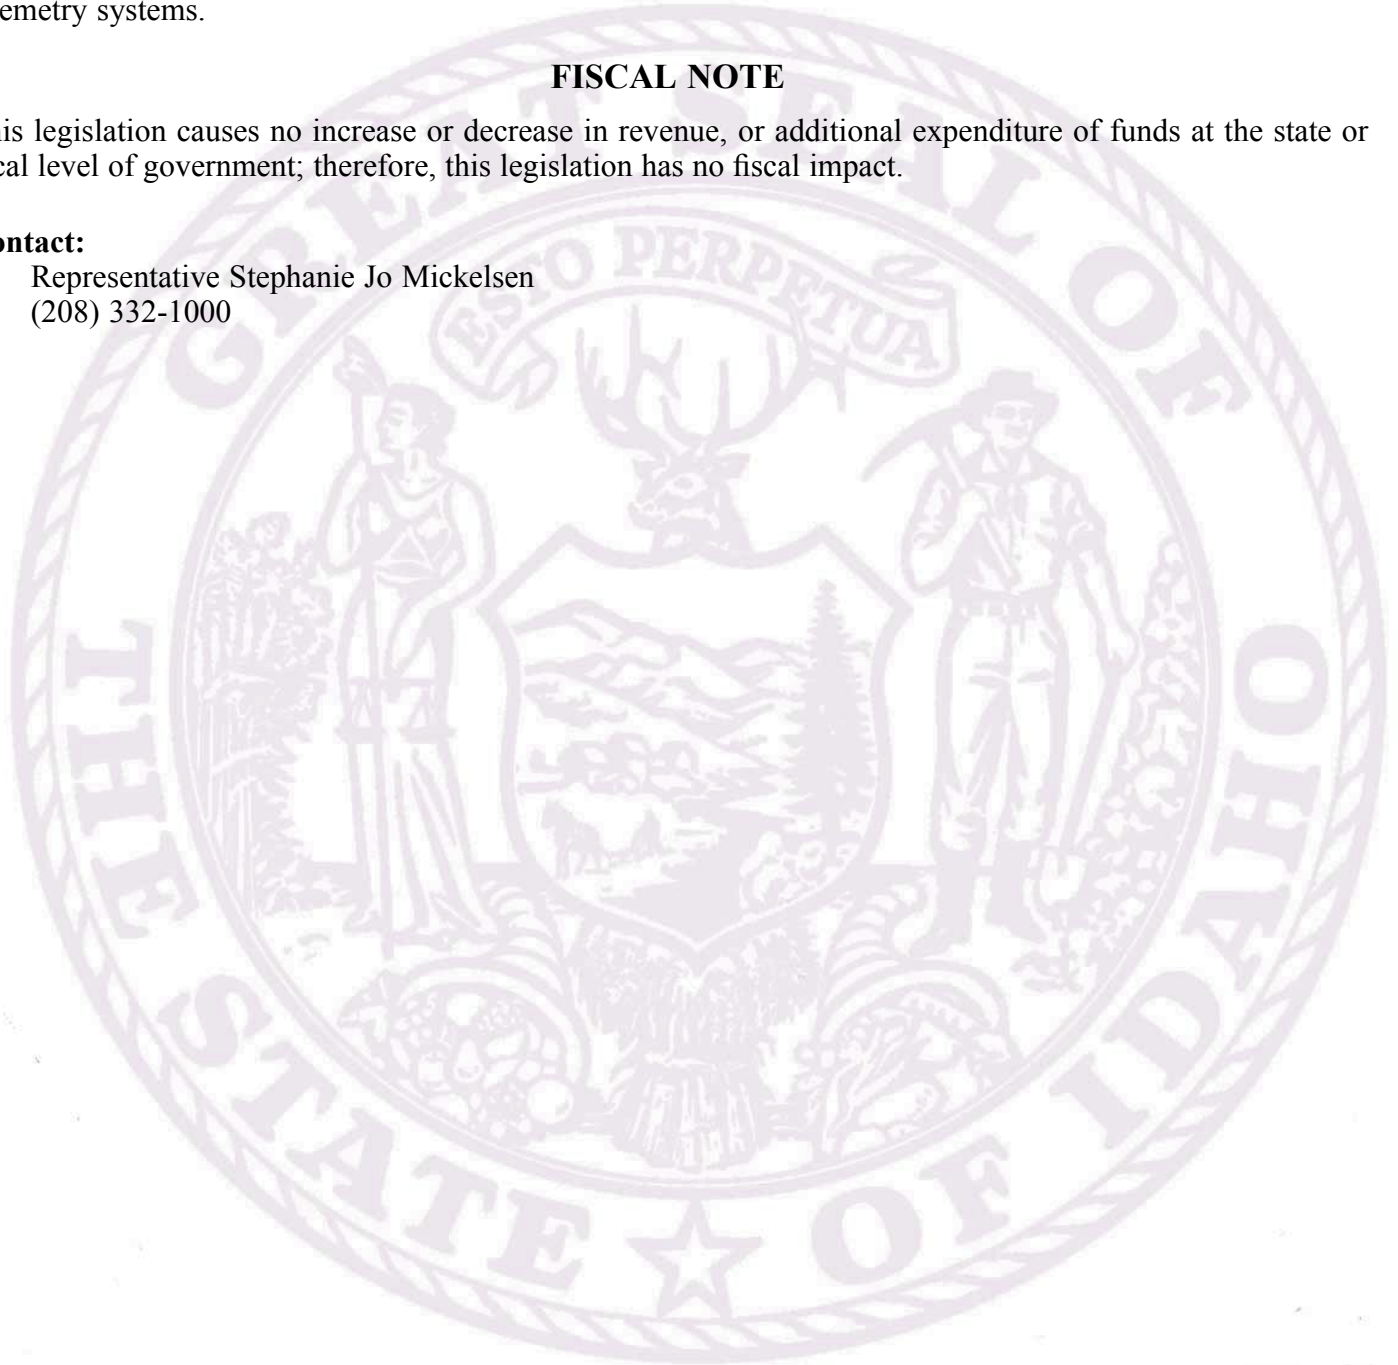 emetry systems.
FISCAL NOTE
is legislation causes no increase or decrease in revenue, or additional expenditure of funds at the state or
cal level of government; therefore, this legislation has no fiscal impact.
ontact:
Representative Stephanie Jo Mickelsen
(208) 332-1000
GREAT SEAL OF
ESTO PERPETUA
THE STATE OF IDAHO